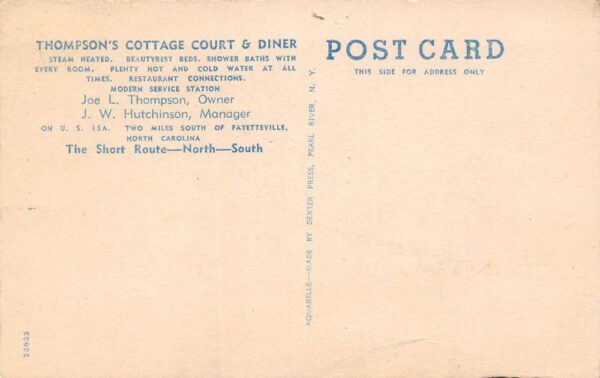 THOMPSON'S COTTAGE COURT & DINER
STEAM HEATED. BEAUTYREST BEDS. SHOWER BATHS WITH
EVERY ROOM. PLENTY HOT AND COLD WATER AT ALL
TIMES. RESTAURANT CONNECTIONS.
MODERN SERVICE STATION
Joe L. Thompson, Owner
J. W. Hutchinson, Manager
ON U. S. 15A. TWO MILES SOUTH OF FAYETTEVILLE,
NORTH CAROLINA
The Short Route—North—South
POST CARD
THIS SIDE FOR ADDRESS ONLY
AQUARELLE—MADE BY DEXTER PRESS, PEARL RIVER, N. Y.
23035